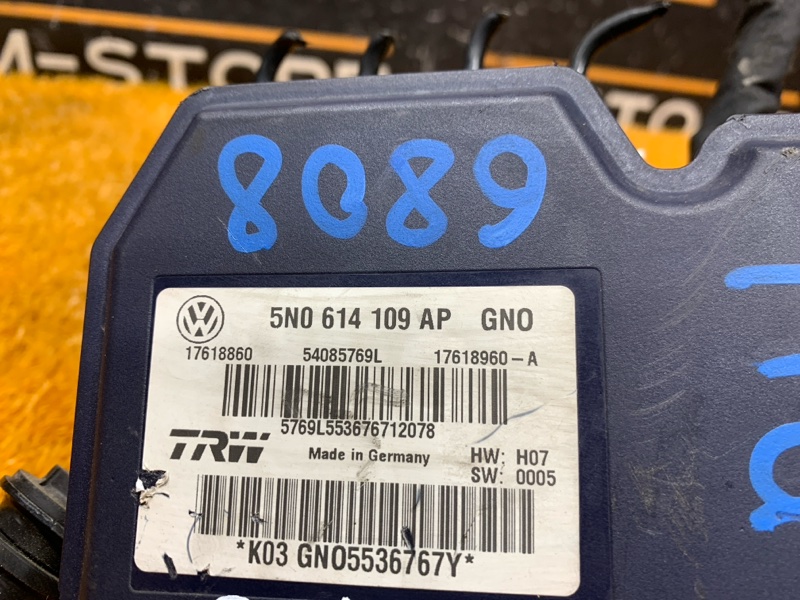 M-STORE
8089
5N0 614 109 AP GNO
17618860 54085769L 17618960-A
5769L553676712078
TRW Made in Germany HW: H07
SW: 0005
*K03 GNO5536767Y*